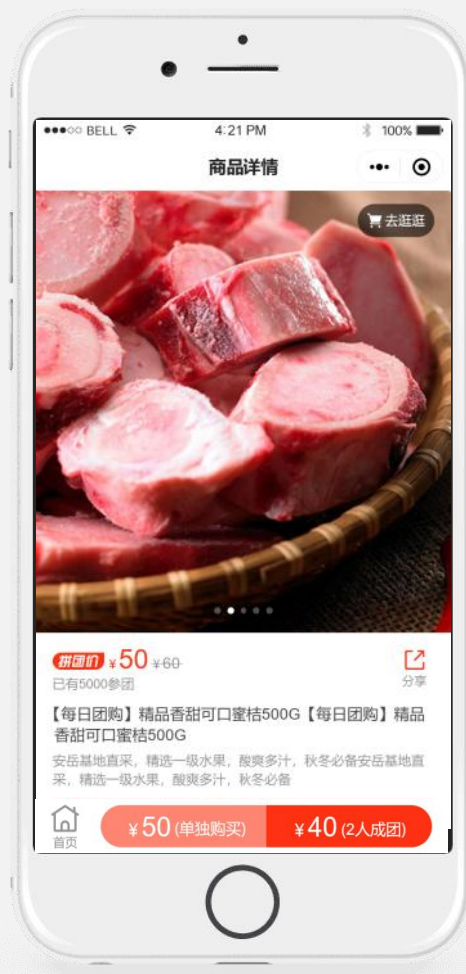 ●●●○○ BELL 4:21 PM 100%
商品详情
去逛逛
拼团价 ¥50 ¥60
已有5000参团
分享
【每日团购】精品香甜可口蜜桔500G【每日团购】精品
香甜可口蜜桔500G
安岳基地直采，精选一级水果，酸爽多汁，秋冬必备安岳基地直
采，精选一级水果，酸爽多汁，秋冬必备
首页
¥50 (单独购买)
¥40 (2人成团)